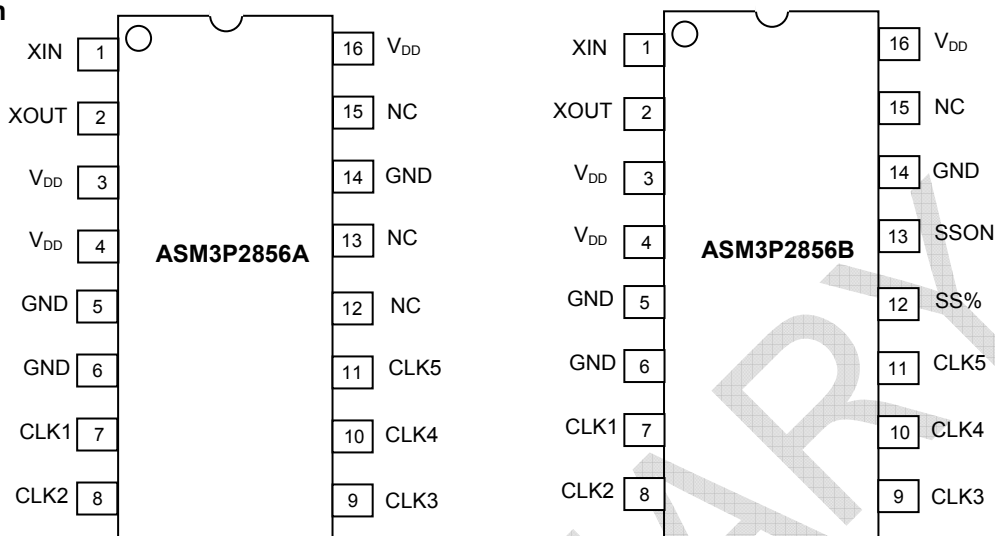 n
XIN 1 16 VDD XIN 1 16 VDD
XOUT 2 15 NC XOUT 2 15 NC
VDD 3 14 GND VDD 3 14 GND
VDD 4 13 NC VDD 4 13 SSON
ASM3P2856A ASM3P2856B
GND 5 12 NC GND 5 12 SS%
GND 6 11 CLK5 GND 6 11 CLK5
CLK1 7 10 CLK4 CLK1 7 10 CLK4
CLK2 8 9 CLK3 CLK2 8 9 CLK3